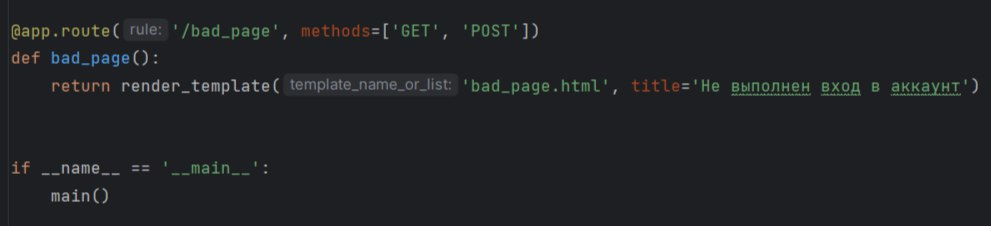 @app.route( rule: '/bad_page', methods=['GET', 'POST'])
def bad_page():
    return render_template( template_name_or_list: 'bad_page.html', title='Не выполнен вход в аккаунт')
if __name__ == '__main__':
    main()